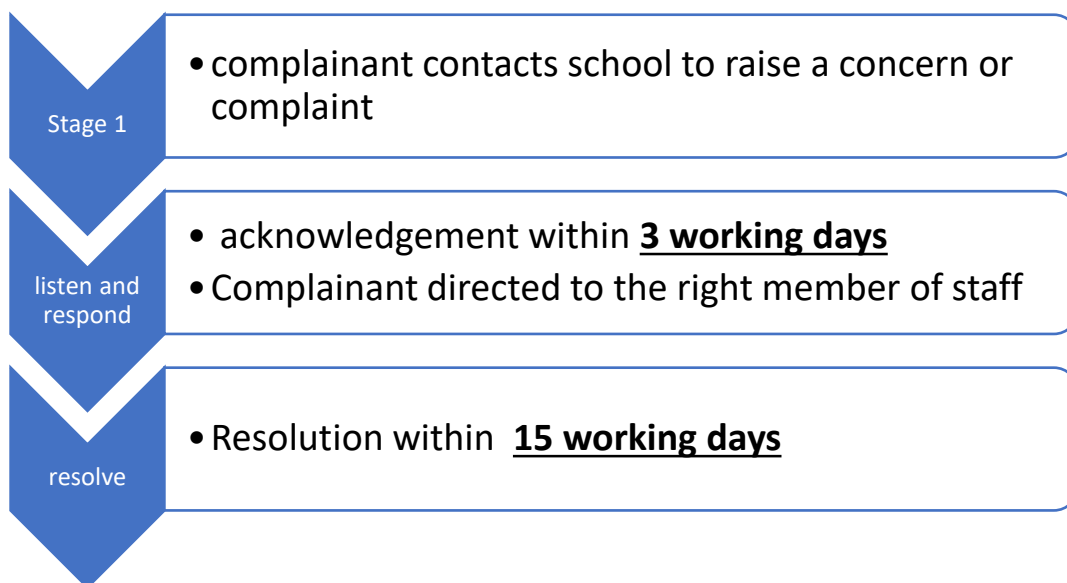 Stage 1
• complainant contacts school to raise a concern or
complaint
listen and
respond
• acknowledgement within 3 working days
• Complainant directed to the right member of staff
resolve
• Resolution within 15 working days